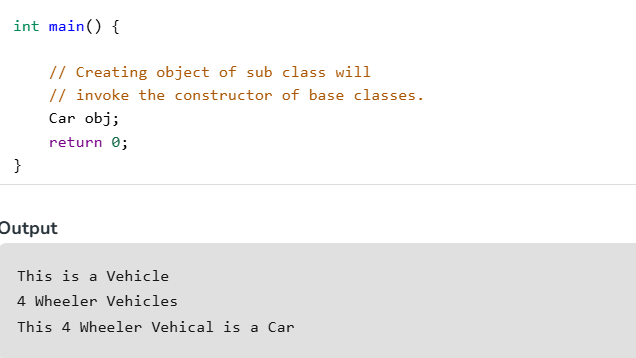 int main() {
// Creating object of sub class will
// invoke the constructor of base classes.
Car obj;
return 0;
}
Output
This is a Vehicle
4 Wheeler Vehicles
This 4 Wheeler Vehical is a Car